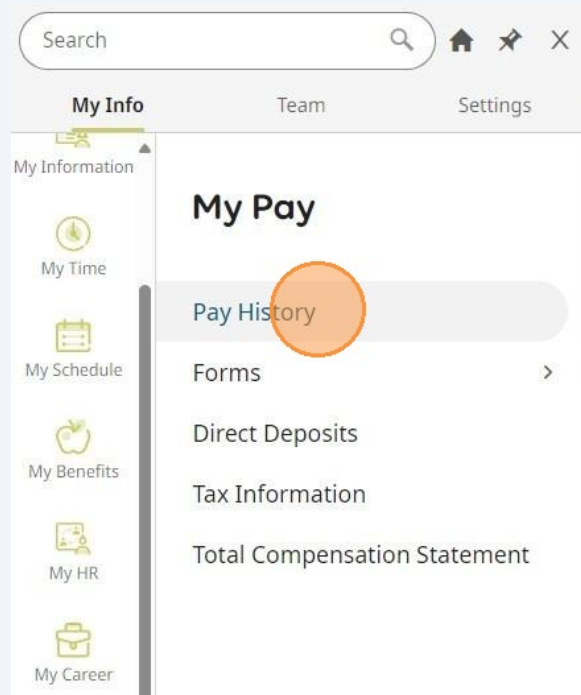 Search
My Info
Team
Settings
My Information
My Time
My Schedule
My Benefits
My HR
My Career
My Pay
Pay History
Forms
Direct Deposits
Tax Information
Total Compensation Statement